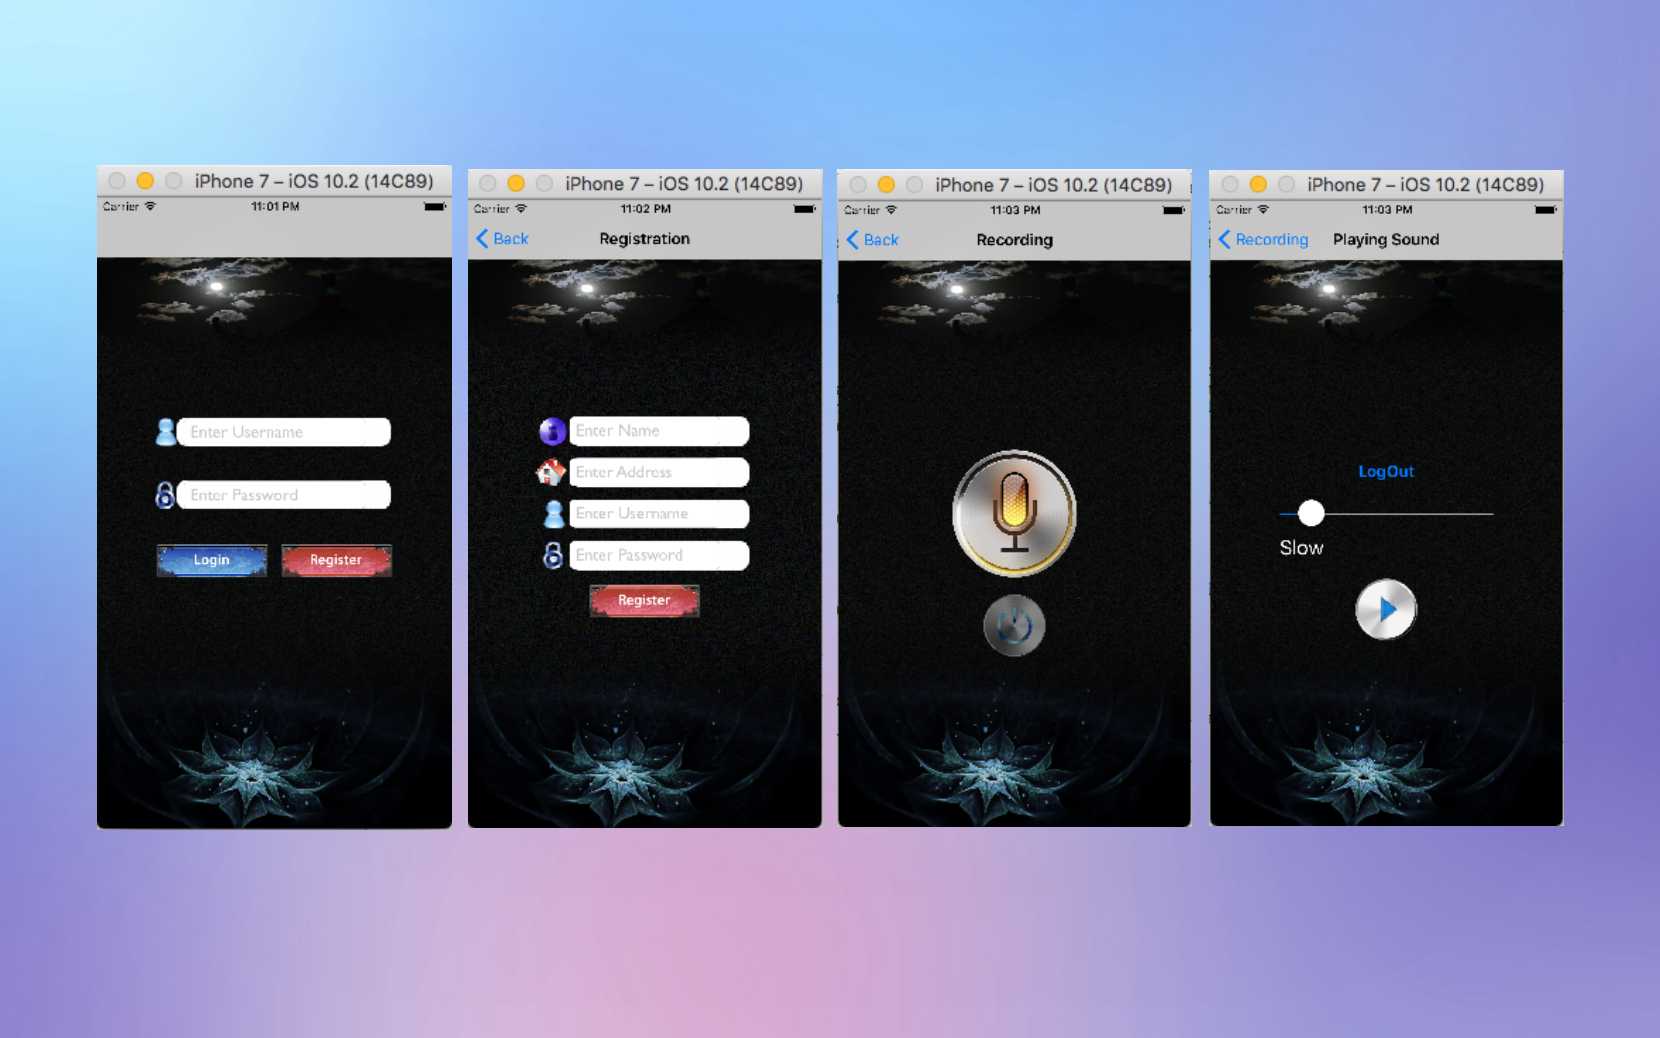 iPhone 7 – iOS 10.2 (14C89)
Carrier 11:01 PM
Enter Username
Enter Password
Login Register
iPhone 7 – iOS 10.2 (14C89)
Carrier 11:02 PM
Back Registration
Enter Name
Enter Address
Enter Username
Enter Password
Register
iPhone 7 – iOS 10.2 (14C89)
Carrier 11:03 PM
Back Recording
iPhone 7 – iOS 10.2 (14C89)
Carrier 11:03 PM
Recording Playing Sound
LogOut
Slow